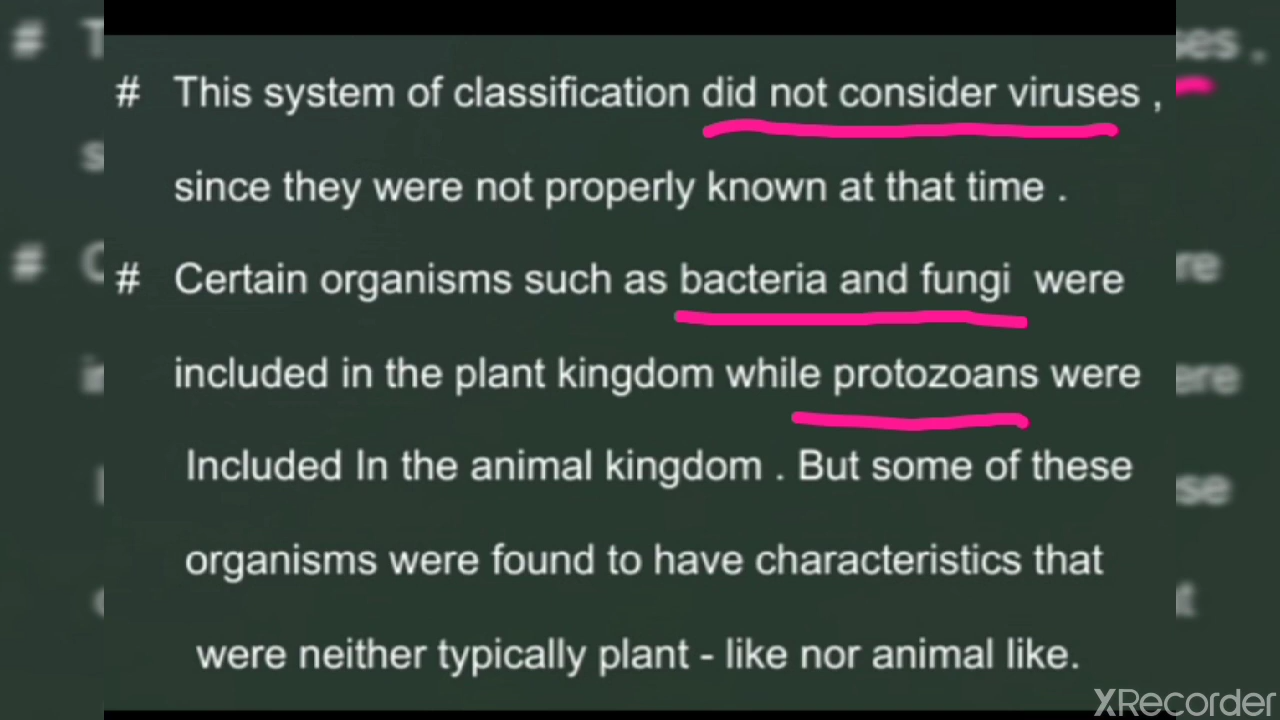 # This system of classification did not consider viruses ,
since they were not properly known at that time .
# Certain organisms such as bacteria and fungi were
included in the plant kingdom while protozoans were
Included In the animal kingdom . But some of these
organisms were found to have characteristics that
were neither typically plant - like nor animal like.
XRecorder